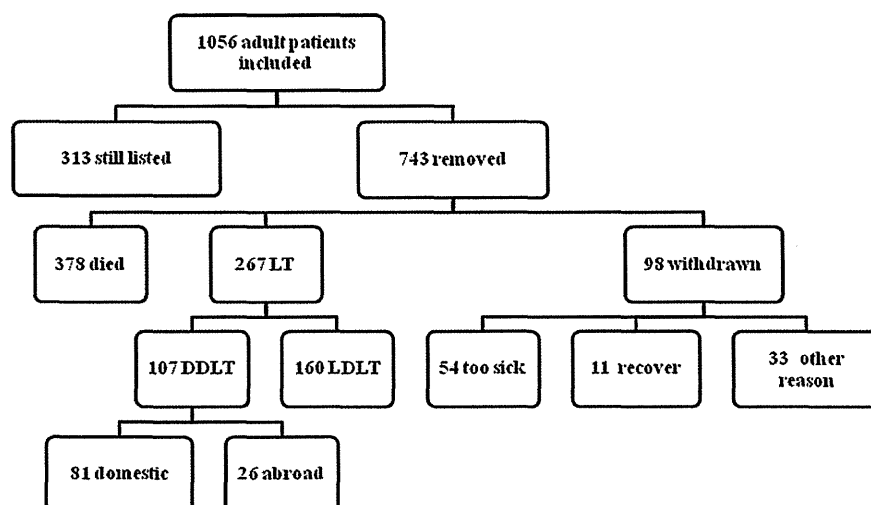 1056 adult patients
included
313 still listed
743 removed
378 died
267 LT
98 withdrawn
107 DDLT
160 LDLT
54 too sick
11 recover
33 other
reason
81 domestic
26 abroad